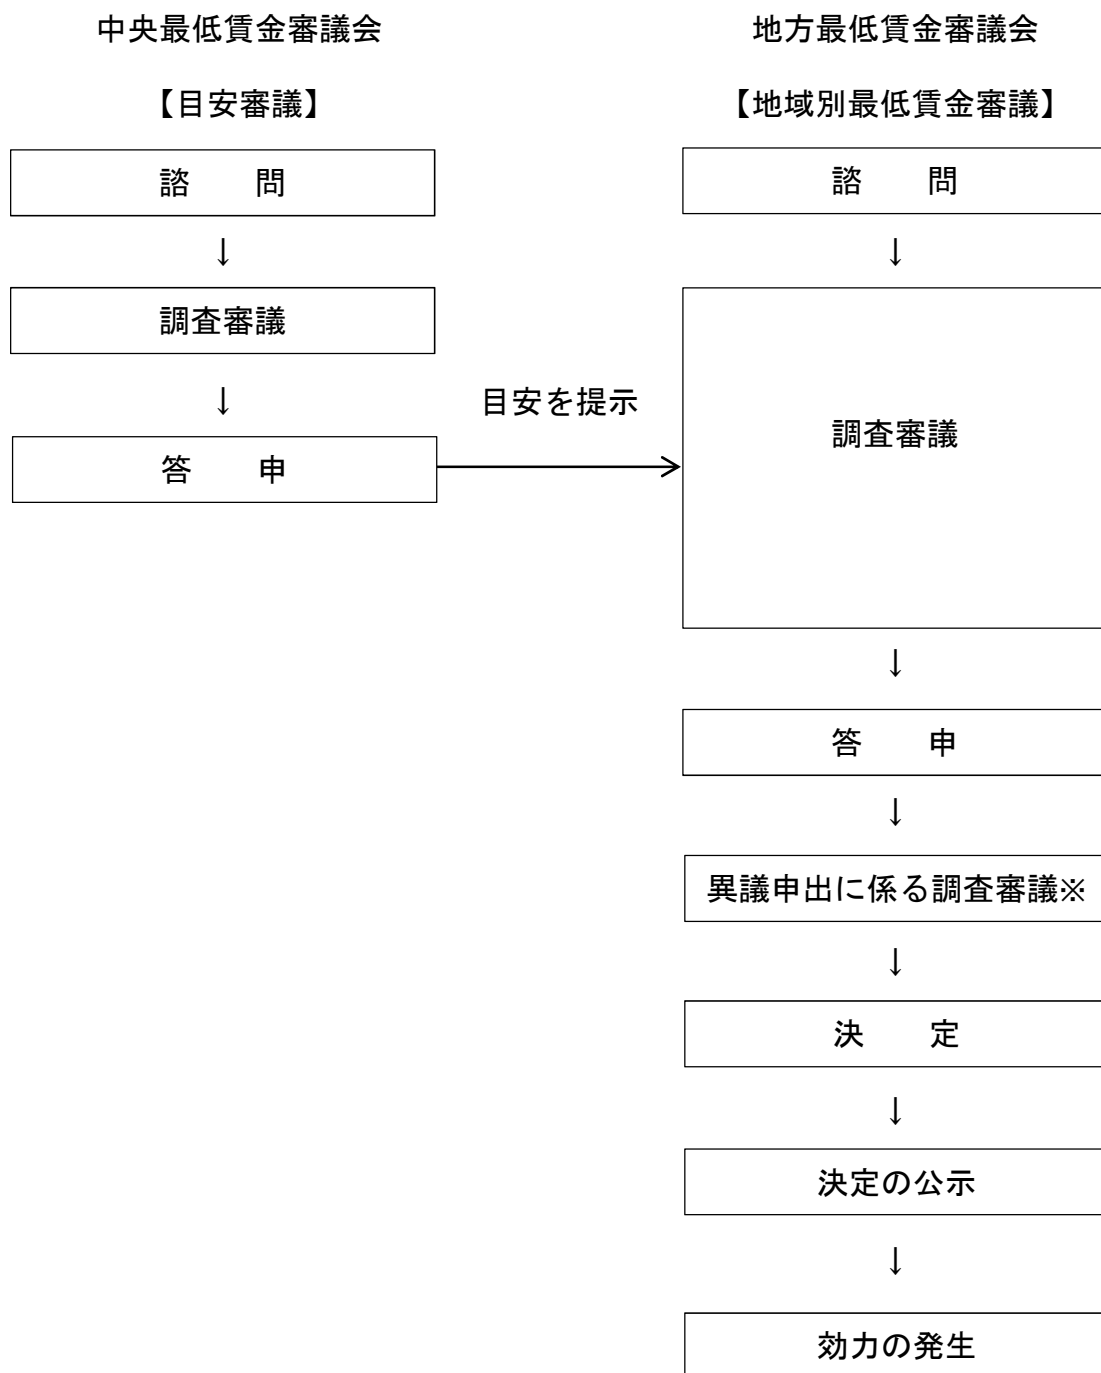 中央最低賃金審議会
【目安審議】
諮　　問
↓
調査審議
↓
答　　申
目安を提示
地方最低賃金審議会
【地域別最低賃金審議】
諮　　問
↓
調査審議
↓
答　　申
↓
異議申出に係る調査審議※
↓
決　　定
↓
決定の公示
↓
効力の発生